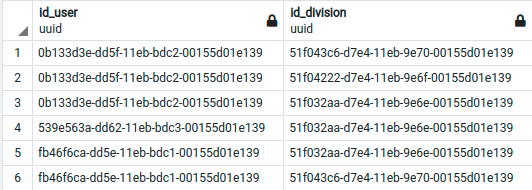 id_user id_division
uuid uuid
1 0b133d3e-dd5f-11eb-bdc2-00155d01e139 51f043c6-d7e4-11eb-9e70-00155d01e139
2 0b133d3e-dd5f-11eb-bdc2-00155d01e139 51f04222-d7e4-11eb-9e6f-00155d01e139
3 0b133d3e-dd5f-11eb-bdc2-00155d01e139 51f032aa-d7e4-11eb-9e6e-00155d01e139
4 539e563a-dd62-11eb-bdc3-00155d01e139 51f032aa-d7e4-11eb-9e6e-00155d01e139
5 fb46f6ca-dd5e-11eb-bdc1-00155d01e139 51f032aa-d7e4-11eb-9e6e-00155d01e139
6 fb46f6ca-dd5e-11eb-bdc1-00155d01e139 51f043c6-d7e4-11eb-9e70-00155d01e139